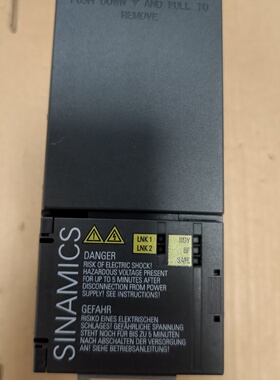 PUSH DOWN AND PULL TO
REMOVE
SINAMICS
LNK 1
LNK 2
RDY
BF
SAFE
DANGER
RISK OF ELECTRIC SHOCK!
HAZARDOUS VOLTAGE PRESENT
FOR UP TO 5 MINUTES AFTER
DISCONNECTION FROM POWER
SUPPLY! SEE INSTRUCTIONS!
GEFAHR
RISIKO EINES ELEKTRISCHEN
SCHLAGES! GEFÄHRLICHE SPANNUNG
STEHT NOCH FÜR BIS ZU 5 MINUTEN
NACH ABSCHALTEN DER VERSORGUNG
AN! SIEHE BETRIEBSANLEITUNG!